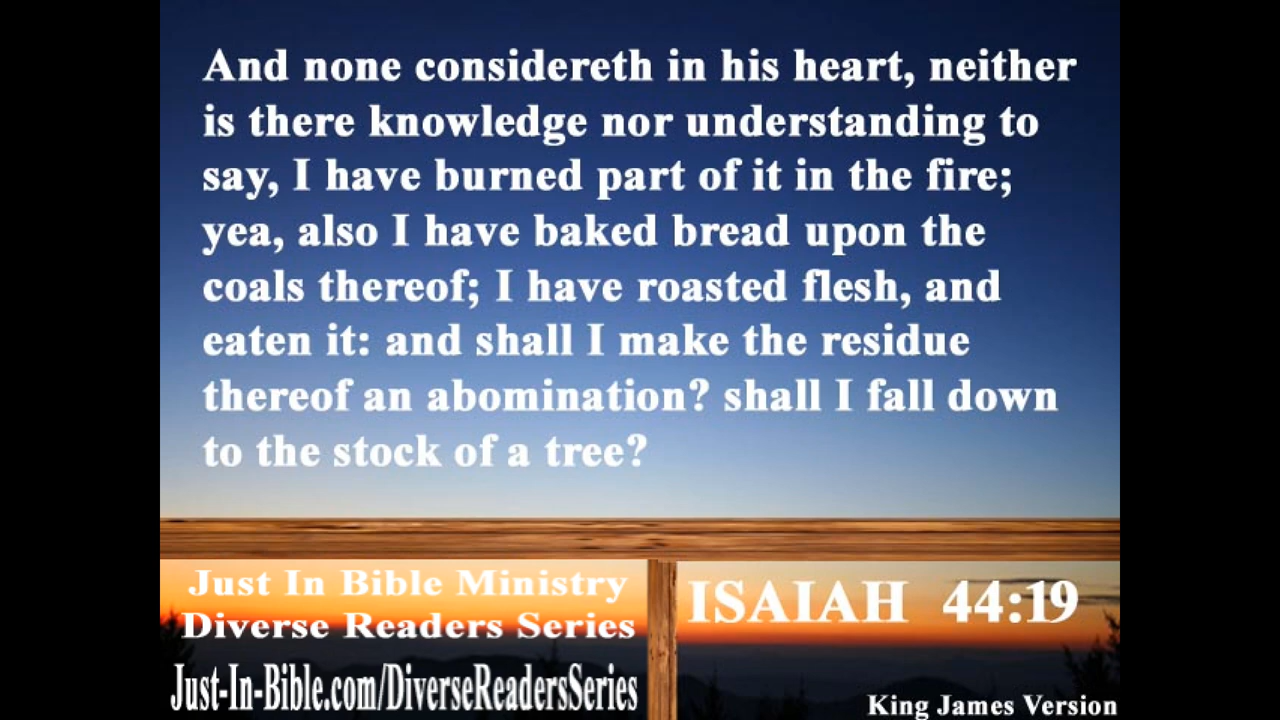 And none considereth in his heart, neither
is there knowledge nor understanding to
say, I have burned part of it in the fire;
yea, also I have baked bread upon the
coals thereof; I have roasted flesh, and
eaten it: and shall I make the residue
thereof an abomination? shall I fall down
to the stock of a tree?
Just In Bible Ministry
Diverse Readers Series
Just-In-Bible.com/DiverseReadersSeries
ISAIAH 44:19
King James Version